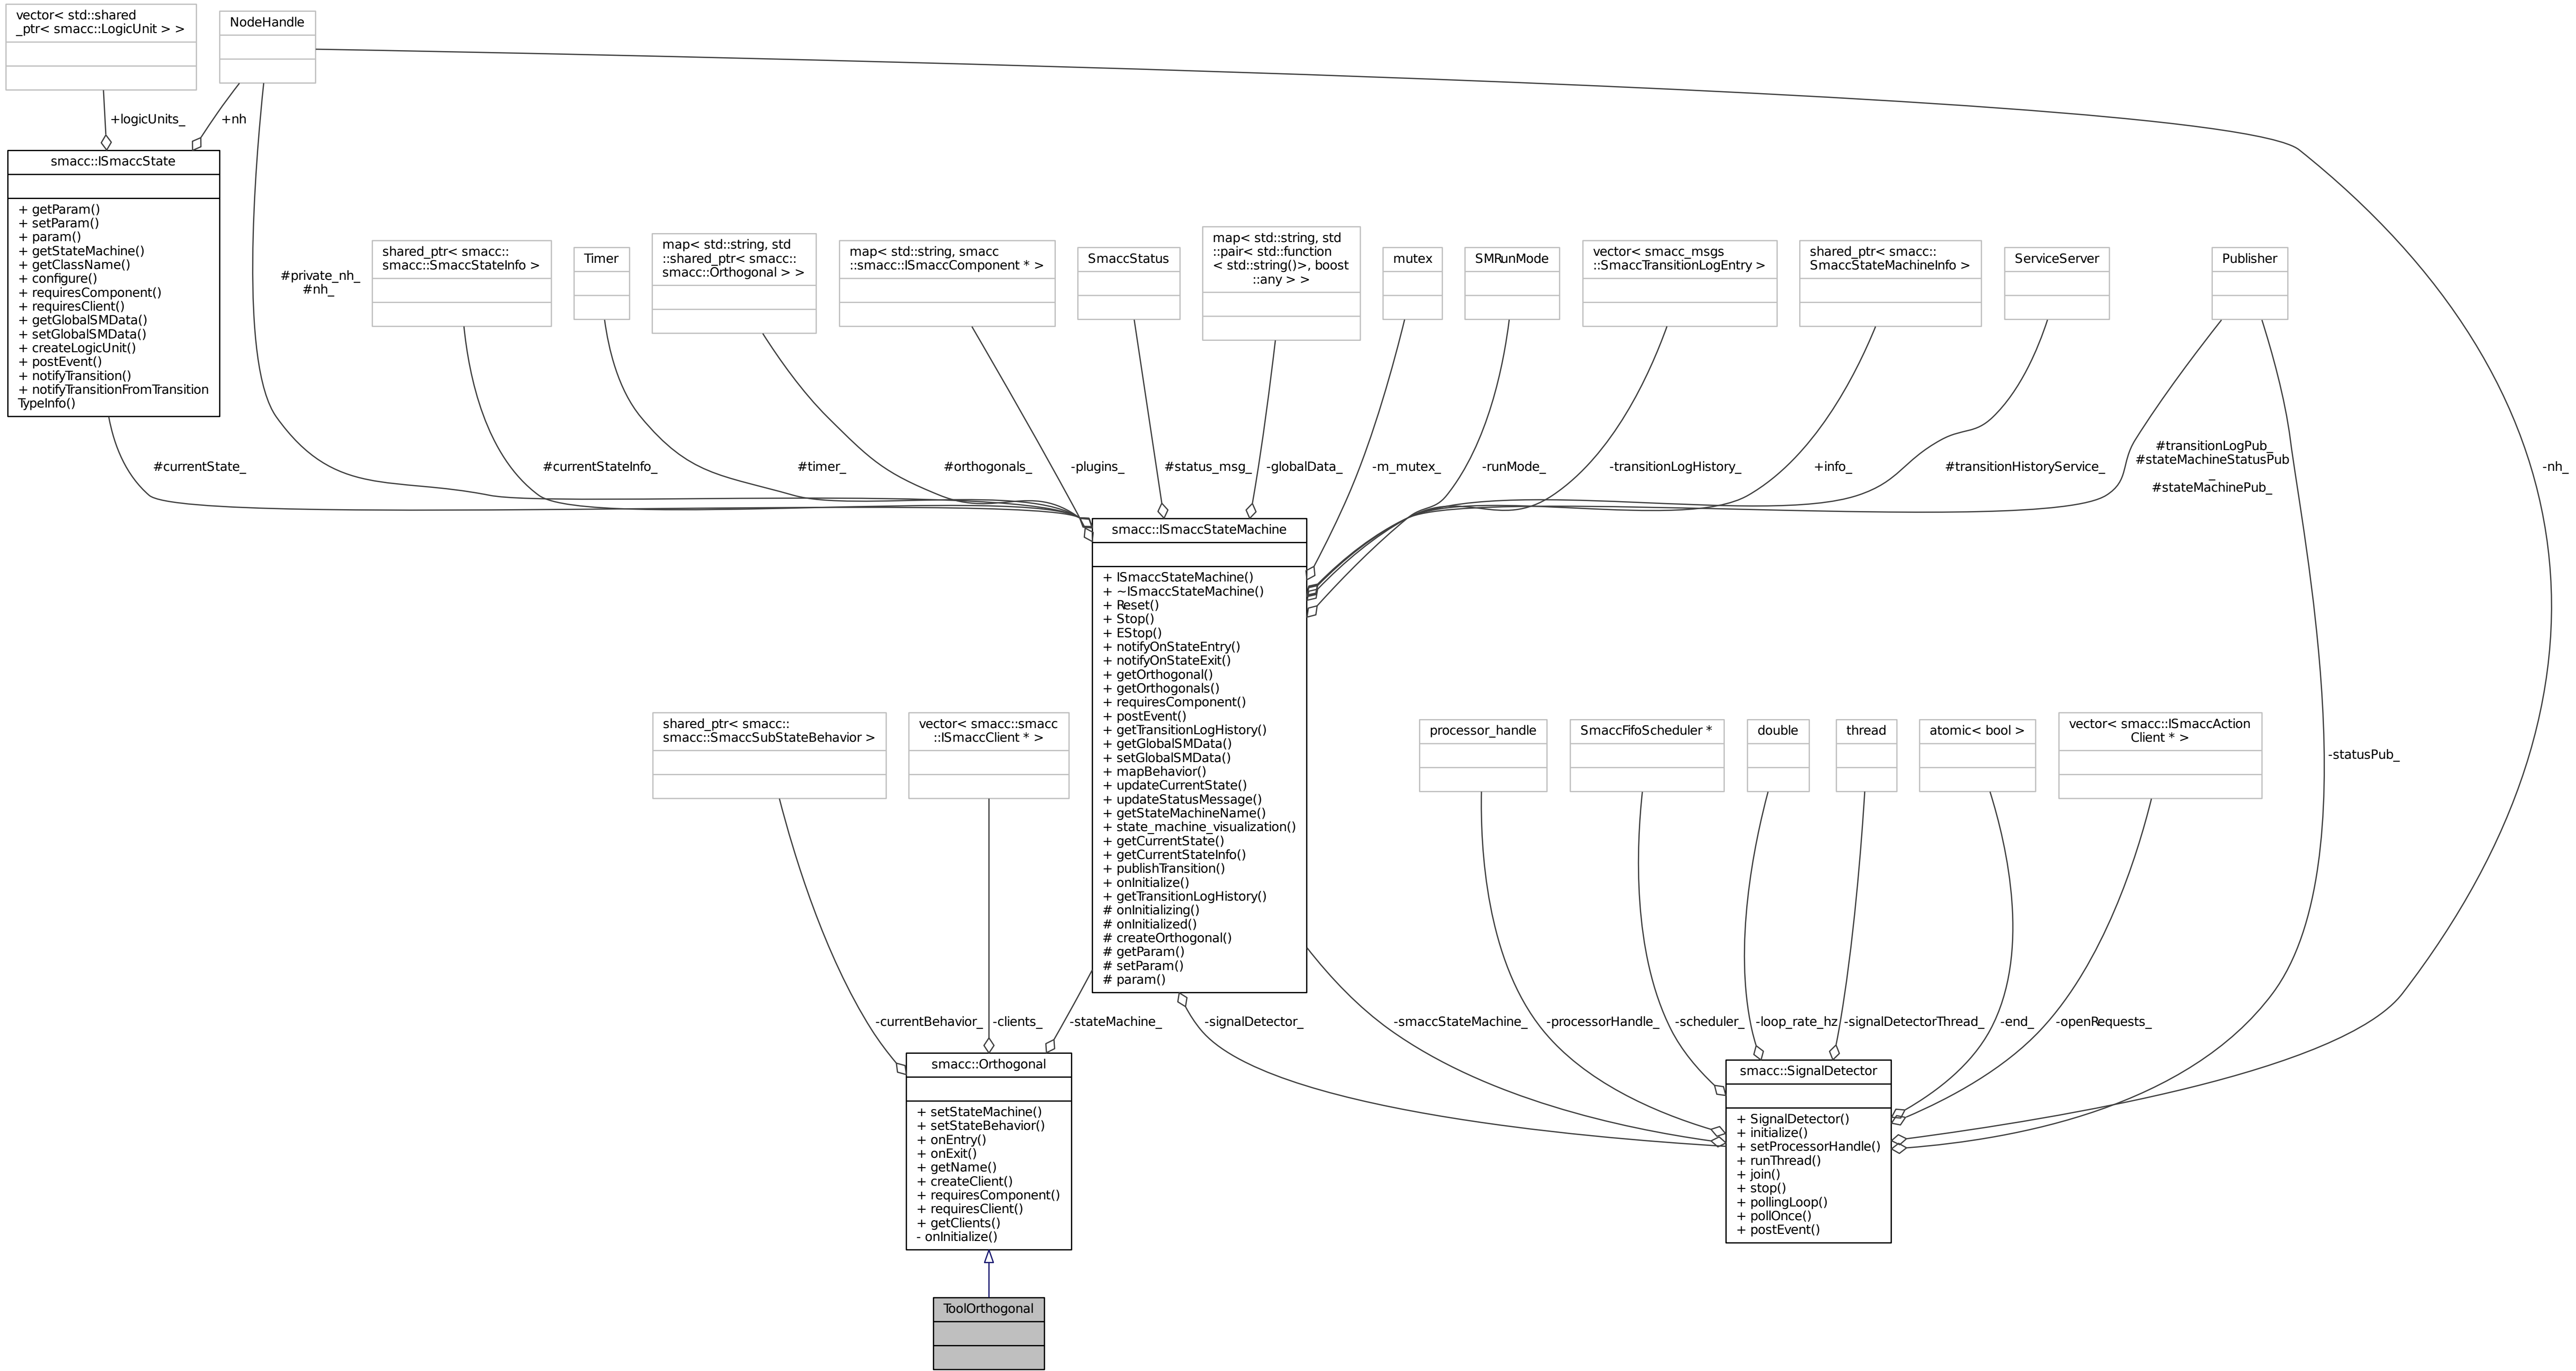 vector< std::shared
_ptr< smacc::LogicUnit > >
NodeHandle
+logicUnits_
+nh
smacc::ISmaccState
+ getParam()
+ setParam()
+ param()
+ getStateMachine()
+ getClassName()
+ configure()
+ requiresComponent()
+ requiresClient()
+ getGlobalSMData()
+ setGlobalSMData()
+ createLogicUnit()
+ postEvent()
+ notifyTransition()
+ notifyTransitionFromTransition
TypeInfo()
#private_nh_
#nh_
shared_ptr< smacc::
smacc::SmaccStateInfo >
Timer
map< std::string, std
::shared_ptr< smacc::
smacc::Orthogonal > >
map< std::string, smacc
::smacc::ISmaccComponent * >
SmaccStatus
map< std::string, std
::pair< std::function
< std::string()>, boost
::any > >
mutex
SMRunMode
vector< smacc_msgs
::SmaccTransitionLogEntry >
shared_ptr< smacc::
SmaccStateMachineInfo >
ServiceServer
Publisher
#currentState_
#currentStateInfo_
#timer_
#orthogonals_
-plugins_
#status_msg_
-globalData_
-m_mutex_
-runMode_
-transitionLogHistory_
+info_
#transitionHistoryService_
#transitionLogPub_
#stateMachineStatusPub
_
#stateMachinePub_
-nh_
smacc::ISmaccStateMachine
+ ISmaccStateMachine()
+ ~ISmaccStateMachine()
+ Reset()
+ Stop()
+ EStop()
+ notifyOnStateEntry()
+ notifyOnStateExit()
+ getOrthogonal()
+ getOrthogonals()
+ requiresComponent()
+ postEvent()
+ getTransitionLogHistory()
+ getGlobalSMData()
+ setGlobalSMData()
+ mapBehavior()
+ updateCurrentState()
+ updateStatusMessage()
+ getStateMachineName()
+ state_machine_visualization()
+ getCurrentState()
+ getCurrentStateInfo()
+ publishTransition()
+ onInitialize()
+ getTransitionLogHistory()
# onInitializing()
# onInitialized()
# createOrthogonal()
# getParam()
# setParam()
# param()
shared_ptr< smacc::
smacc::SmaccSubStateBehavior >
vector< smacc::smacc
::ISmaccClient * >
processor_handle
SmaccFifoScheduler *
double
thread
atomic< bool >
vector< smacc::ISmaccAction
Client * >
-statusPub_
-currentBehavior_
-clients_
-stateMachine_
-signalDetector_
-smaccStateMachine_
-processorHandle_
-scheduler_
-loop_rate_hz
-signalDetectorThread_
-end_
-openRequests_
smacc::Orthogonal
+ setStateMachine()
+ setStateBehavior()
+ onEntry()
+ onExit()
+ getName()
+ createClient()
+ requiresComponent()
+ requiresClient()
+ getClients()
- onInitialize()
smacc::SignalDetector
+ SignalDetector()
+ initialize()
+ setProcessorHandle()
+ runThread()
+ join()
+ stop()
+ pollingLoop()
+ pollOnce()
+ postEvent()
ToolOrthogonal